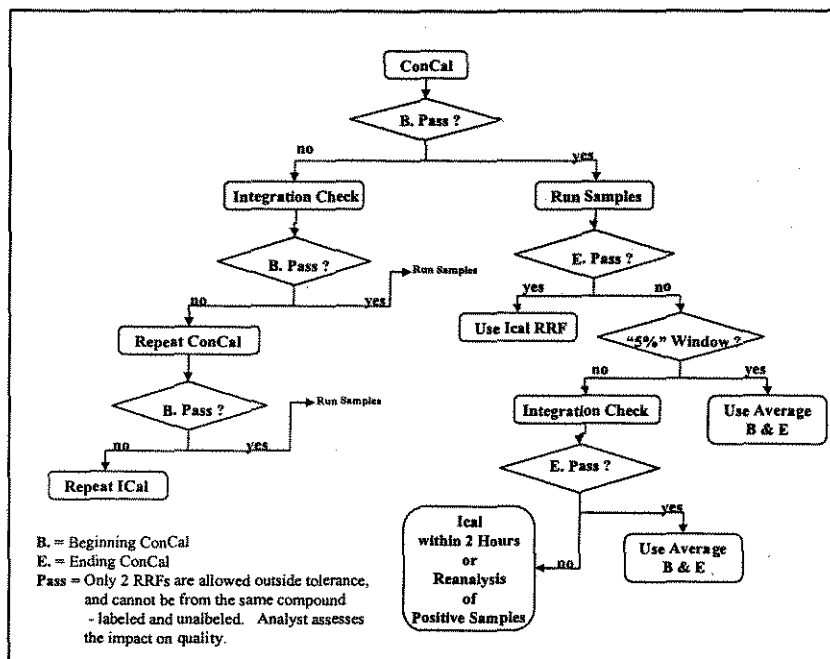 ConCal
B. Pass ?
no
yes
Integration Check
Run Samples
B. Pass ?
E. Pass ?
Run Samples
no
yes
yes
no
Repeat ConCal
Use Ical RRF
"5%" Window ?
no
yes
B. Pass ?
Run Samples
Integration Check
Use Average
B & E
no
yes
E. Pass ?
Repeat ICal
Ical
within 2 Hours
or
Reanalysis
of
Positive Samples
no
yes
Use Average
B & E
B. = Beginning ConCal
E. = Ending ConCal
Pass = Only 2 RRFs are allowed outside tolerance,
and cannot be from the same compound
- labeled and unalbeled. Analyst assesses
the impact on quality.